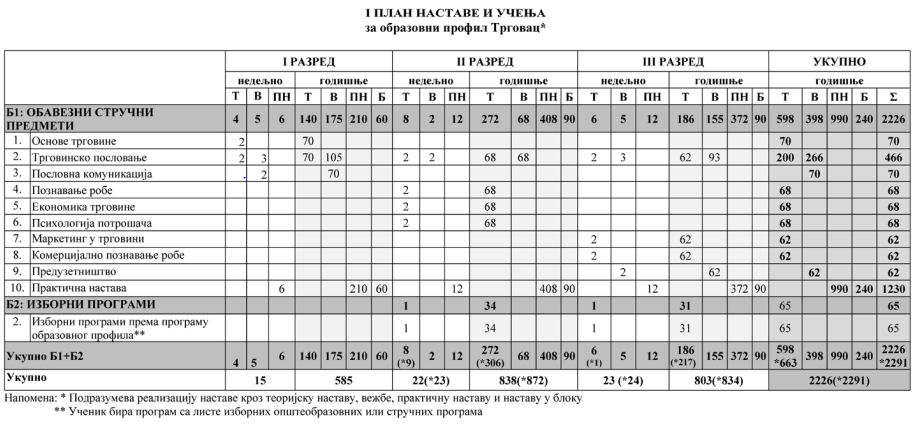 I ПЛАН НАСТАВЕ И УЧЕЊА
за образовни профил Трговац*
I РАЗРЕД II РАЗРЕД III РАЗРЕД УКУПНО
недељно годишње недељно годишње недељно годишње годишње
Т В ПН Т В ПН Б Т В ПН Т В ПН Б Т В ПН Т В ПН Б Т В ПН Б Σ
Б1: ОБАВЕЗНИ СТРУЧНИ ПРЕДМЕТИ 4 5 6 140 175 210 60 8 2 12 272 68 408 90 6 5 12 186 155 372 90 598 398 990 240 2226
1. Основе трговине 2 70 70 70
2. Трговинско пословање 2 3 70 105 2 2 68 68 2 3 62 93 200 266 466
3. Пословна комуникација 2 70 70 70
4. Познавање робе 2 68 68 68
5. Економика трговине 2 68 68 68
6. Психологија потрошача 2 68 68 68
7. Маркетинг у трговини 2 62 62 62
8. Комерцијално познавање робе 2 62 62 62
9. Предузетништво 2 62 62 62
10. Практична настава 6 210 60 12 408 90 12 372 90 990 240 1230
Б2: ИЗБОРНИ ПРОГРАМИ 1 34 1 31 65 65
2. Изборни програми према програму
образовног профила** 1 34 1 31 65 65
Укупно Б1+Б2 4 5 6 140 175 210 60 8 (*9) 2 12 272 (*306) 68 408 90 6 (*1) 5 12 186 (*217) 155 372 90 598 *663 398 990 240 2226 *2291
Укупно 15 585 22(*23) 838(*872) 23 (*24) 803(*834) 2226(*2291)
Напомена: * Подразумева реализацију наставе кроз теоријску наставу, вежбе, практичну наставу и наставу у блоку
** Ученик бира програм са листе изборних општеобразовних или стручних програма